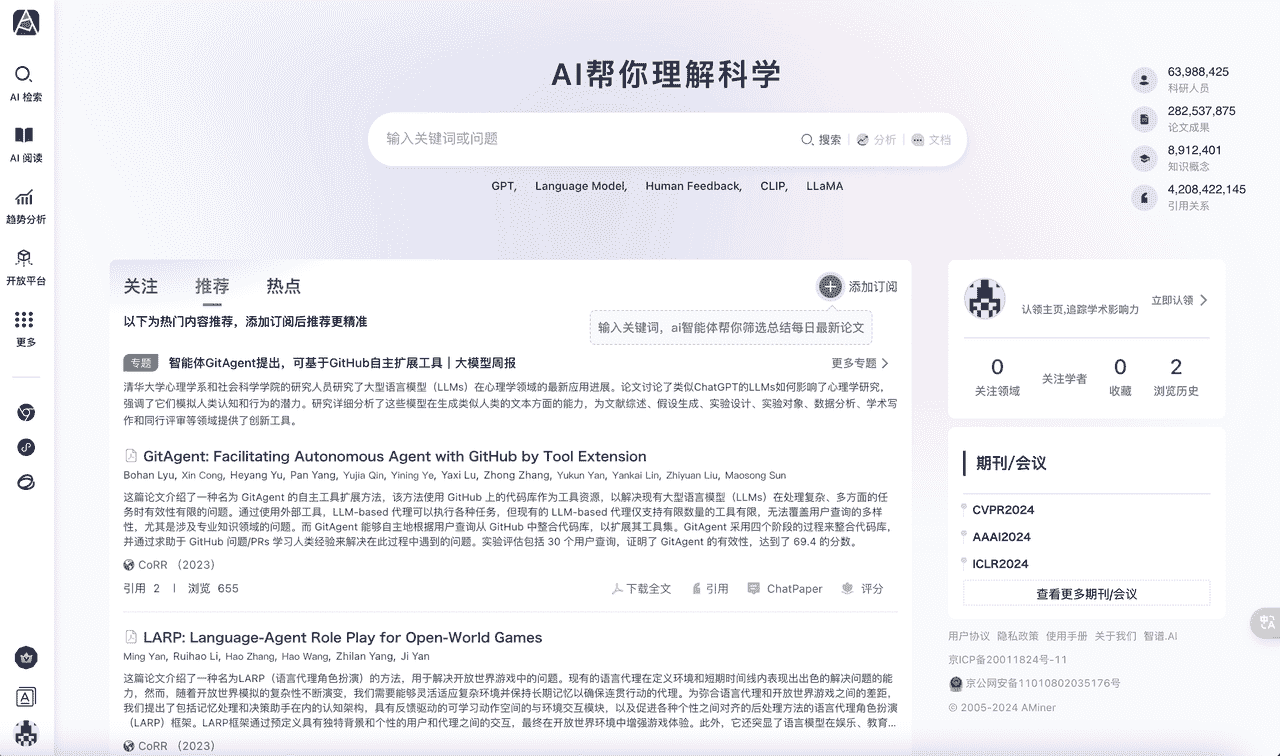 AI帮你理解科学
63,988,425
科研人员
AI 检索
282,537,875
论文成果
输入关键词或问题
搜索 | 分析 | 文档
AI 阅读
8,912,401
知识概念
GPT, Language Model, Human Feedback, CLIP, LLaMA
4,208,422,145
引用关系
趋势分析
开放平台
更多
关注 推荐 热点
添加订阅
以下为热门内容推荐，添加订阅后推荐更精准
输入关键词，ai智能体帮你筛选总结每日最新论文
专题 智能体GitAgent提出，可基于GitHub自主扩展工具｜大模型周报
更多专题
清华大学心理学系和社会科学学院的研究人员研究了大型语言模型（LLMs）在心理学领域的最新应用进展。论文讨论了类似ChatGPT的LLMs如何影响了心理学研究，
强调了它们模拟人类认知和行为的潜力。研究详细分析了这些模型在生成类似人类的文本方面的能力，为文献综述、假设生成、实验设计、实验对象、数据分析、学术写
作和同行评审等领域提供了创新工具。
GitAgent: Facilitating Autonomous Agent with GitHub by Tool Extension
Bohan Lyu, Xin Cong, Heyang Yu, Pan Yang, Yujia Qin, Yining Ye, Yaxi Lu, Zhong Zhang, Yukun Yan, Yankai Lin, Zhiyuan Liu, Maosong Sun
这篇论文介绍了一种名为 GitAgent 的自主工具扩展方法，该方法使用 GitHub 上的代码库作为工具资源，以解决现有大型语言模型（LLMs）在处理复杂、多方面的任
务时有效性有限的问题。通过使用外部工具，LLM-based 代理可以执行各种任务，但现有的 LLM-based 代理仅支持有限数量的工具有限，无法覆盖用户查询的多样
性，尤其是涉及专业知识领域的问题。而 GitAgent 能够自主地根据用户查询从 GitHub 中整合代码库，以扩展其工具集。GitAgent 采用四个阶段的过程来整合代码库，
并通过求助于 GitHub 问题/PRs 学习人类经验来解决在此过程中遇到的问题。实验评估包括 30 个用户查询，证明了 GitAgent 的有效性，达到了 69.4 的分数。
CoRR （2023）
引用 2 | 浏览 655
下载全文 引用 ChatPaper 评分
LARP: Language-Agent Role Play for Open-World Games
Ming Yan, Ruihao Li, Hao Zhang, Hao Wang, Zhilan Yang, Ji Yan
这篇论文介绍了一种名为LARP（语言代理角色扮演）的方法，用于解决开放世界游戏中的问题。现有的语言代理在定义环境和短期时间线内表现出出色的解决问题的能
力，然而，随着开放世界模拟的复杂性不断演变，我们需要能够灵活适应复杂环境并保持长期记忆以确保连贯行动的代理。为弥合语言代理和开放世界游戏之间的差距，
我们提出了包括记忆处理和决策助手在内的认知架构，具有反馈驱动的可学习动作空间的与环境交互模块，以及促进各种个性之间对齐的后处理方法的语言代理角色扮演
（LARP）框架。LARP框架通过预定义具有独特背景和个性的用户和代理之间的交互，最终在开放世界环境中增强游戏体验。此外，它还突显了语言模型在娱乐、教育...
CoRR （2023）
认领主页,追踪学术影响力
立即认领
0 0 2
关注领域 关注学者 收藏 浏览历史
期刊/会议
CVPR2024
AAAI2024
ICLR2024
查看更多期刊/会议
用户协议 隐私政策 使用手册 关于我们 智谱.AI
京ICP备20011824号-11
京公网安备11010802035176号
© 2005-2024 AMiner